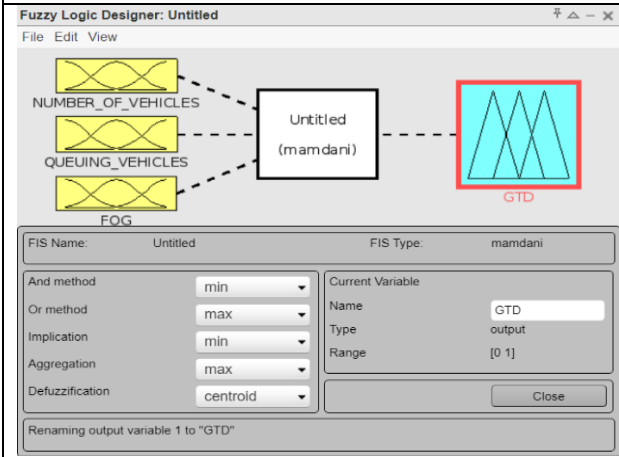 Fuzzy Logic Designer: Untitled
File Edit View
NUMBER_OF_VEHICLES
QUEUING_VEHICLES
FOG
Untitled
(mamdani)
GTD
FIS Name: Untitled FIS Type: mamdani
And method min
Or method max
Implication min
Aggregation max
Defuzzification centroid
Current Variable
Name GTD
Type output
Range [0 1]
Close
Renaming output variable 1 to "GTD"